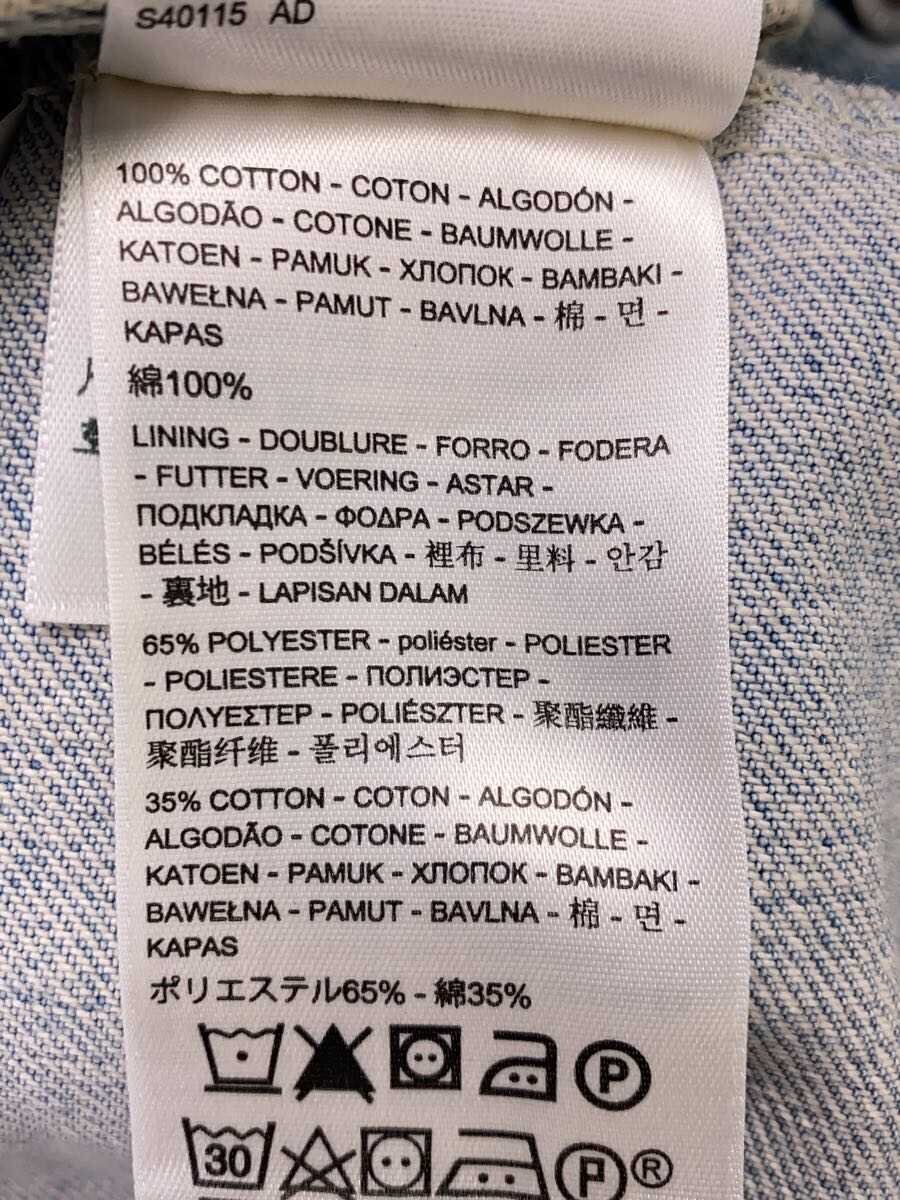 S40115 AD
100% COTTON - COTON - ALGODÓN -
ALGODÃO - COTONE - BAUMWOLLE -
KATOEN - PAMUK - ХЛОПОК - ΒΑΜΒΑΚΙ -
BAWEŁNA - PAMUT - BAVLNA - 棉 - 면 -
KAPAS
綿100%
LINING - DOUBLURE - FORRO - FODERA
- FUTTER - VOERING - ASTAR -
ПОДКЛАДКА - ΦΟΔΡΑ - PODSZEWKA -
BÉLÉS - PODŠÍVKA - 裡布 - 里料 - 안감
- 裏地 - LAPISAN DALAM
65% POLYESTER - poliéster - POLIESTER
- POLIESTERE - ПОЛИЭСТЕР -
ΠΟΛΥΕΣΤΕΡ - POLIÉSZTER - 聚酯纖維 -
聚酯纤维 - 폴리에스터
35% COTTON - COTON - ALGODÓN -
ALGODÃO - COTONE - BAUMWOLLE -
KATOEN - PAMUK - ХЛОПОК - ΒΑΜΒΑΚΙ -
BAWEŁNA - PAMUT - BAVLNA - 棉 - 면 -
KAPAS
ポリエステル65% - 綿35%
P
30 P ®